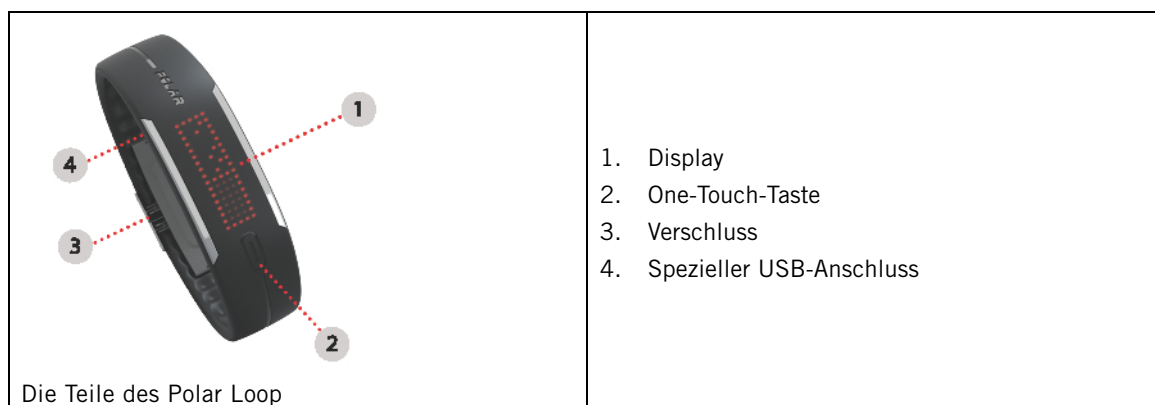 POLAR
1
4
3
2
Die Teile des Polar Loop
1. Display
2. One-Touch-Taste
3. Verschluss
4. Spezieller USB-Anschluss